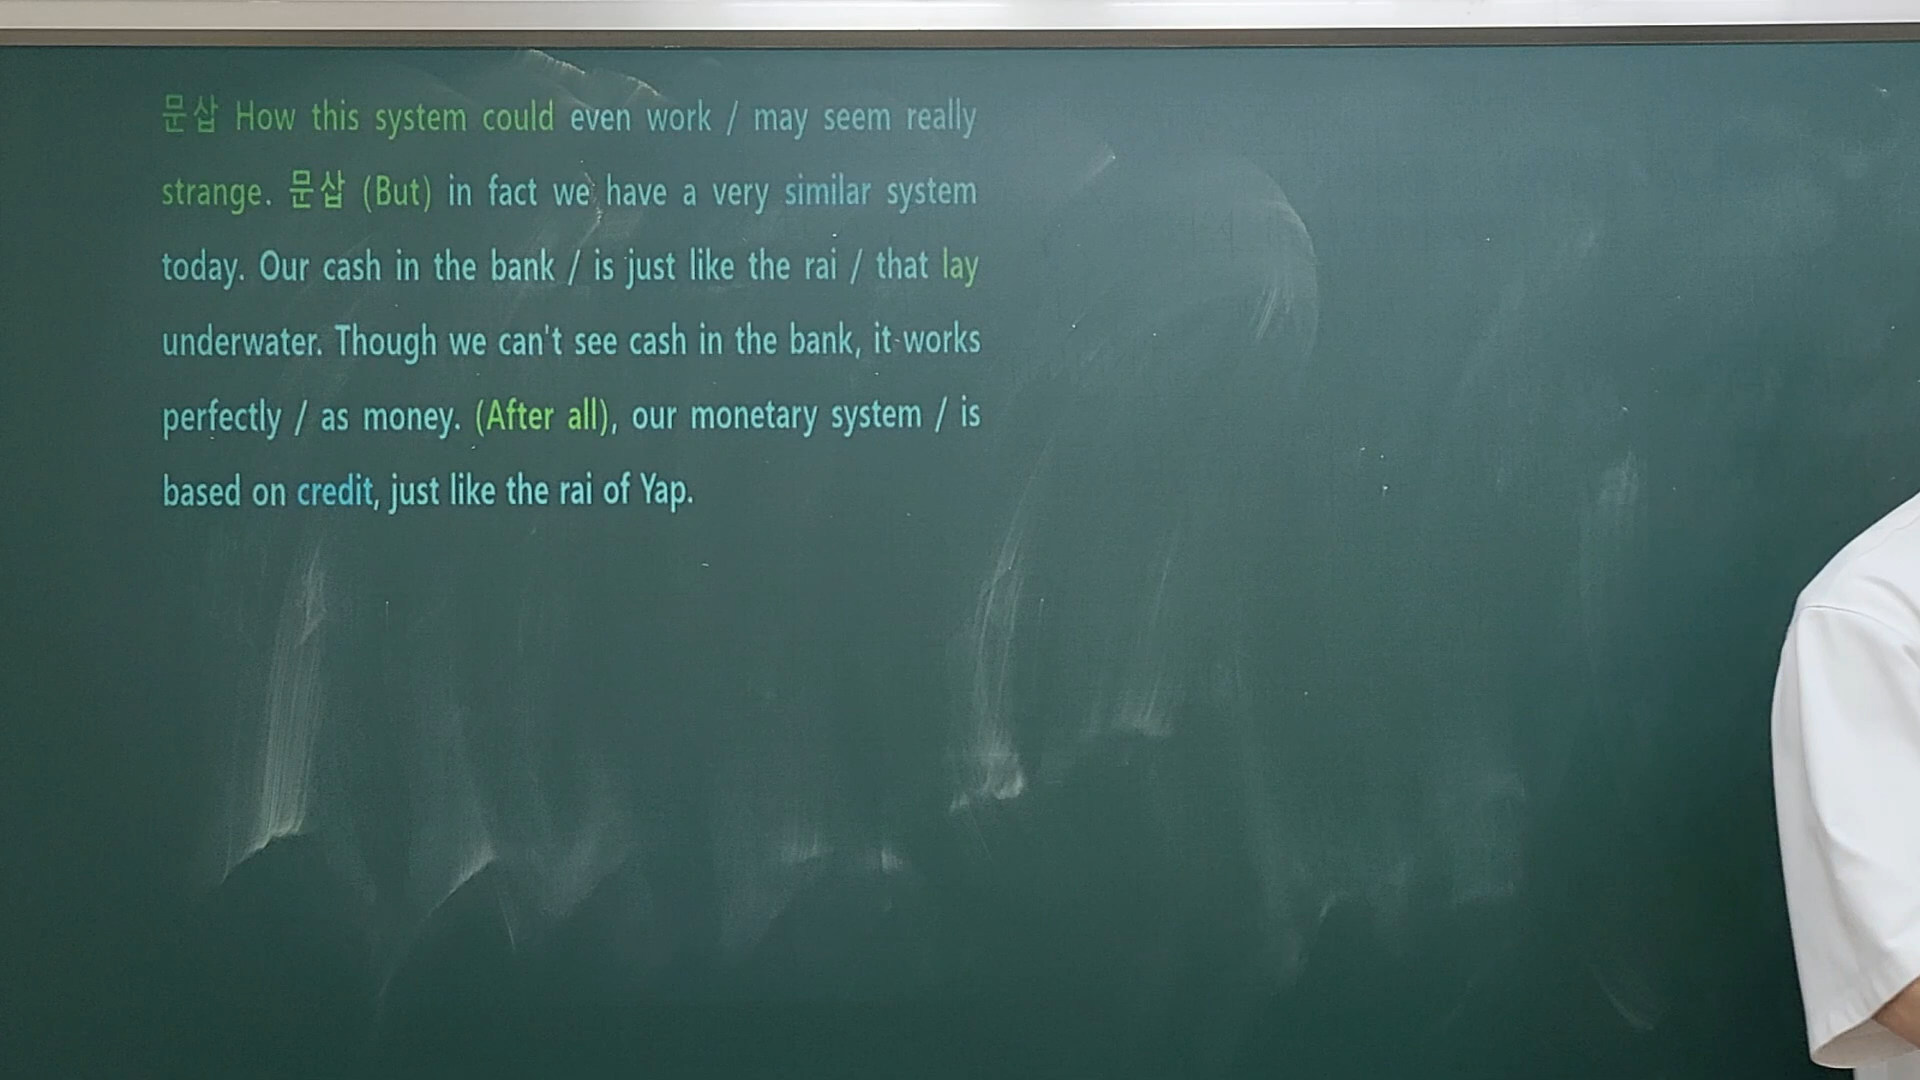 문삽 How this system could even work / may seem really
strange. 문삽 (But) in fact we have a very similar system
today. Our cash in the bank / is just like the rai / that lay
underwater. Though we can't see cash in the bank, it works
perfectly / as money. (After all), our monetary system / is
based on credit, just like the rai of Yap.